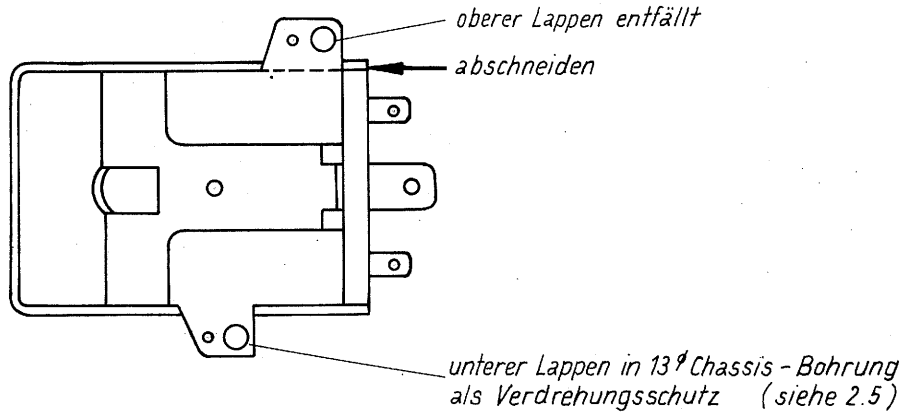 oberer Lappen entfällt
abschneiden
unterer Lappen in 13⌀ Chassis - Bohrung
als Verdrehungsschutz (siehe 2.5)